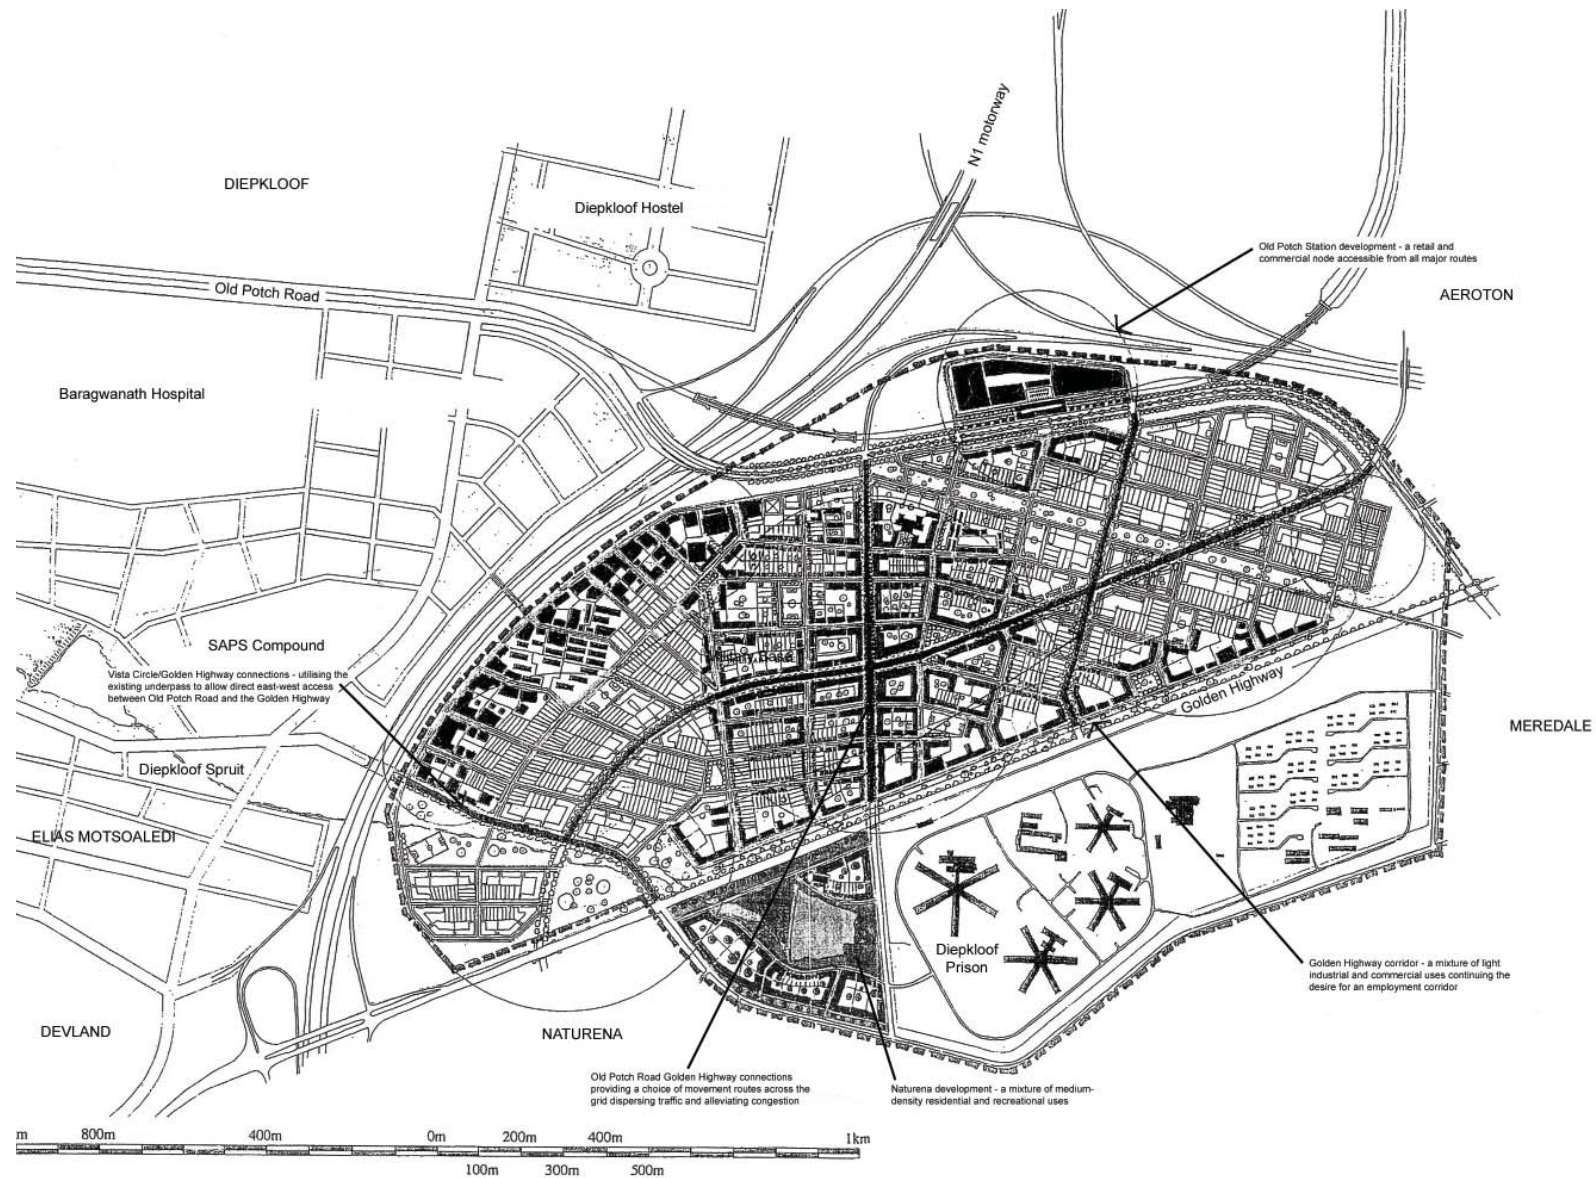 N1 motorway
DIEPKLOOF
Diepkloof Hostel
Old Potch Station development - a retail and
commercial node accessible from all major routes
Old Potch Road
AEROTON
Baragwanath Hospital
SAPS Compound
Military Base
Vista Circle/Golden Highway connections - utilising the
existing underpass to allow direct east-west access
between Old Potch Road and the Golden Highway
Golden Highway
MEREDALE
Diepkloof Spruit
ELIAS MOTSOALEDI
Diepkloof
Prison
Golden Highway corridor - a mixture of light
industrial and commercial uses continuing the
desire for an employment corridor
DEVLAND
NATURENA
Old Potch Road Golden Highway connections
providing a choice of movement routes across the
grid dispersing traffic and alleviating congestion
Naturena development - a mixture of medium-
density residential and recreational uses
m 800m 400m 0m 200m 400m 1km
100m 300m 500m